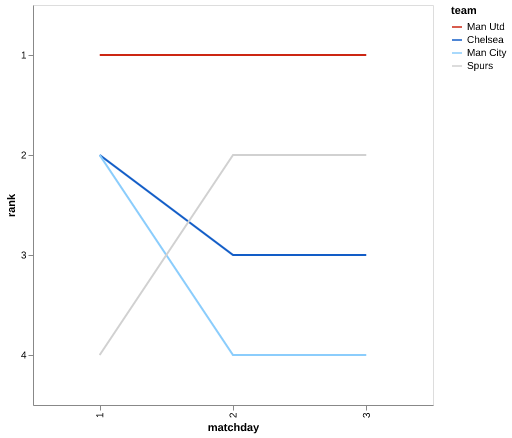 team
Man Utd
Chelsea
Man City
Spurs
rank
1
2
3
4
1
2
3
matchday